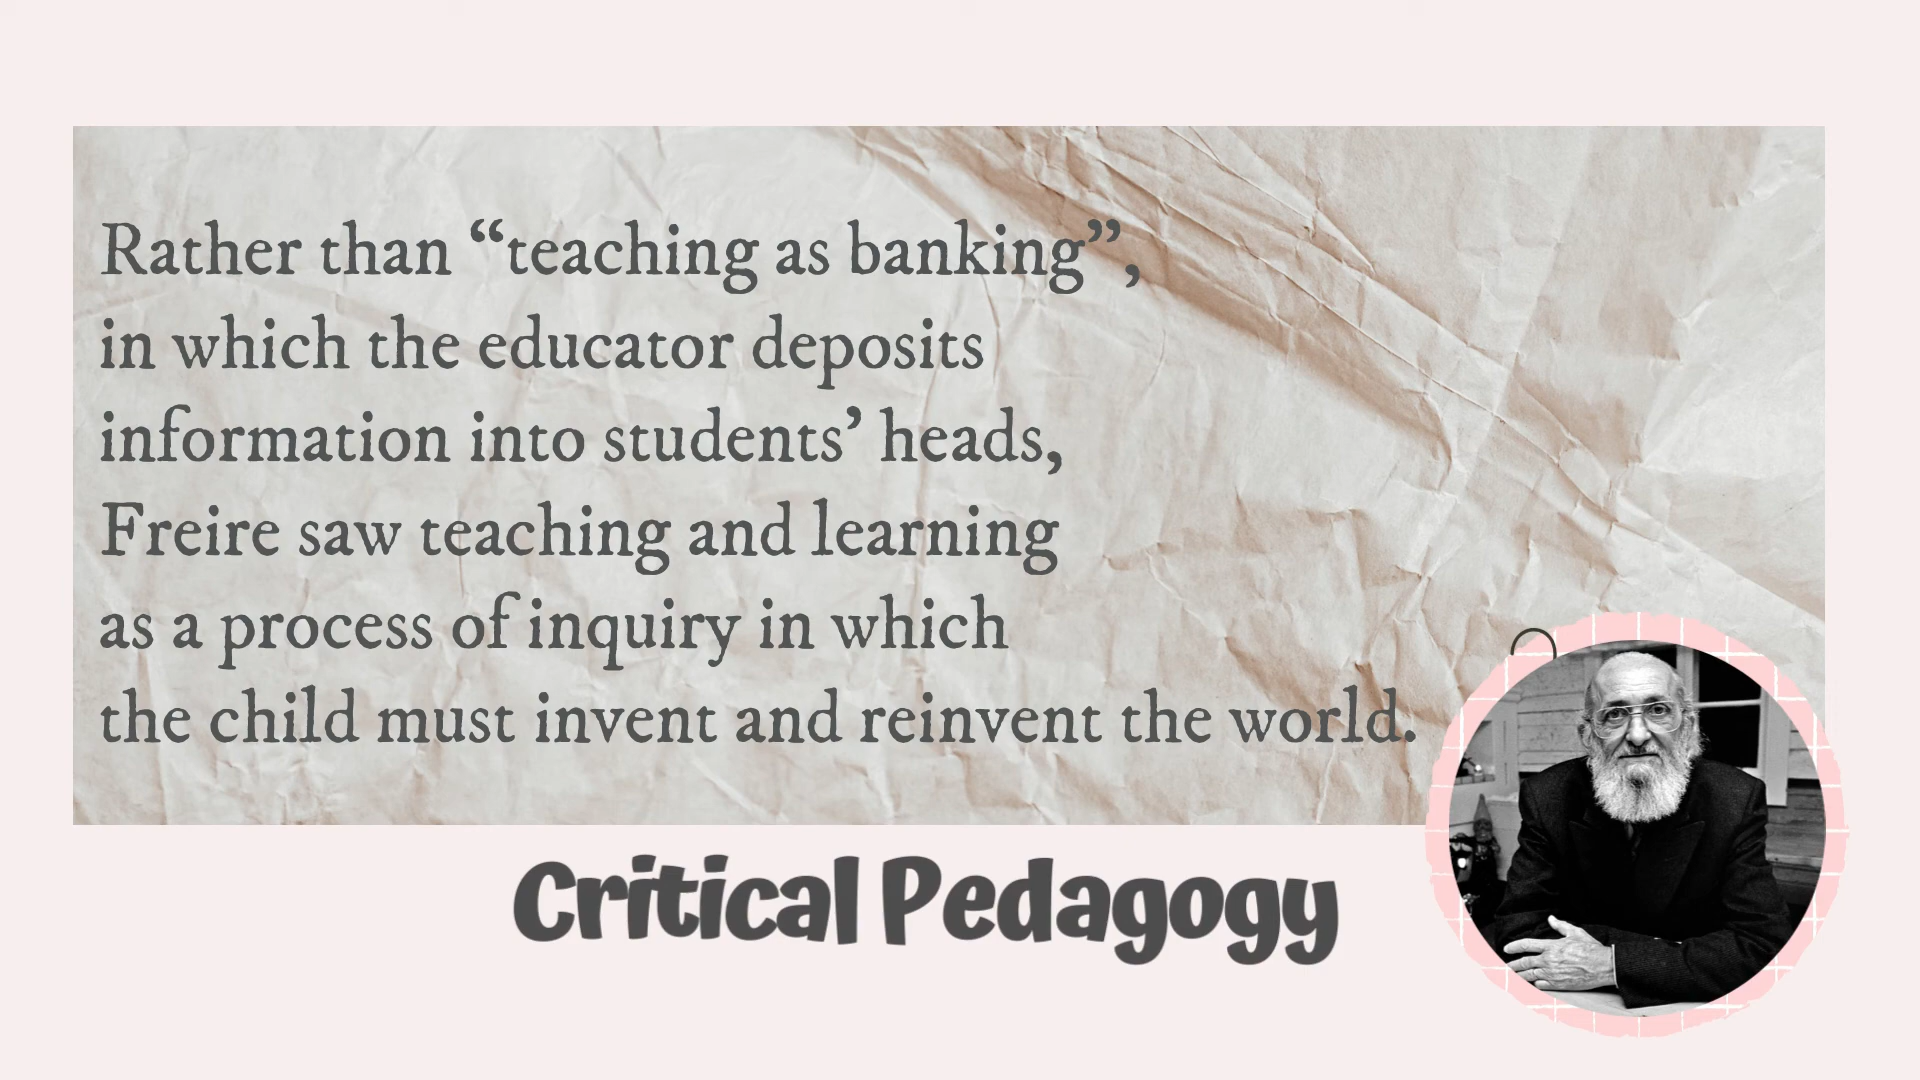 Rather than “teaching as banking”,
in which the educator deposits
information into students’ heads,
Freire saw teaching and learning
as a process of inquiry in which
the child must invent and reinvent the world.
Critical Pedagogy